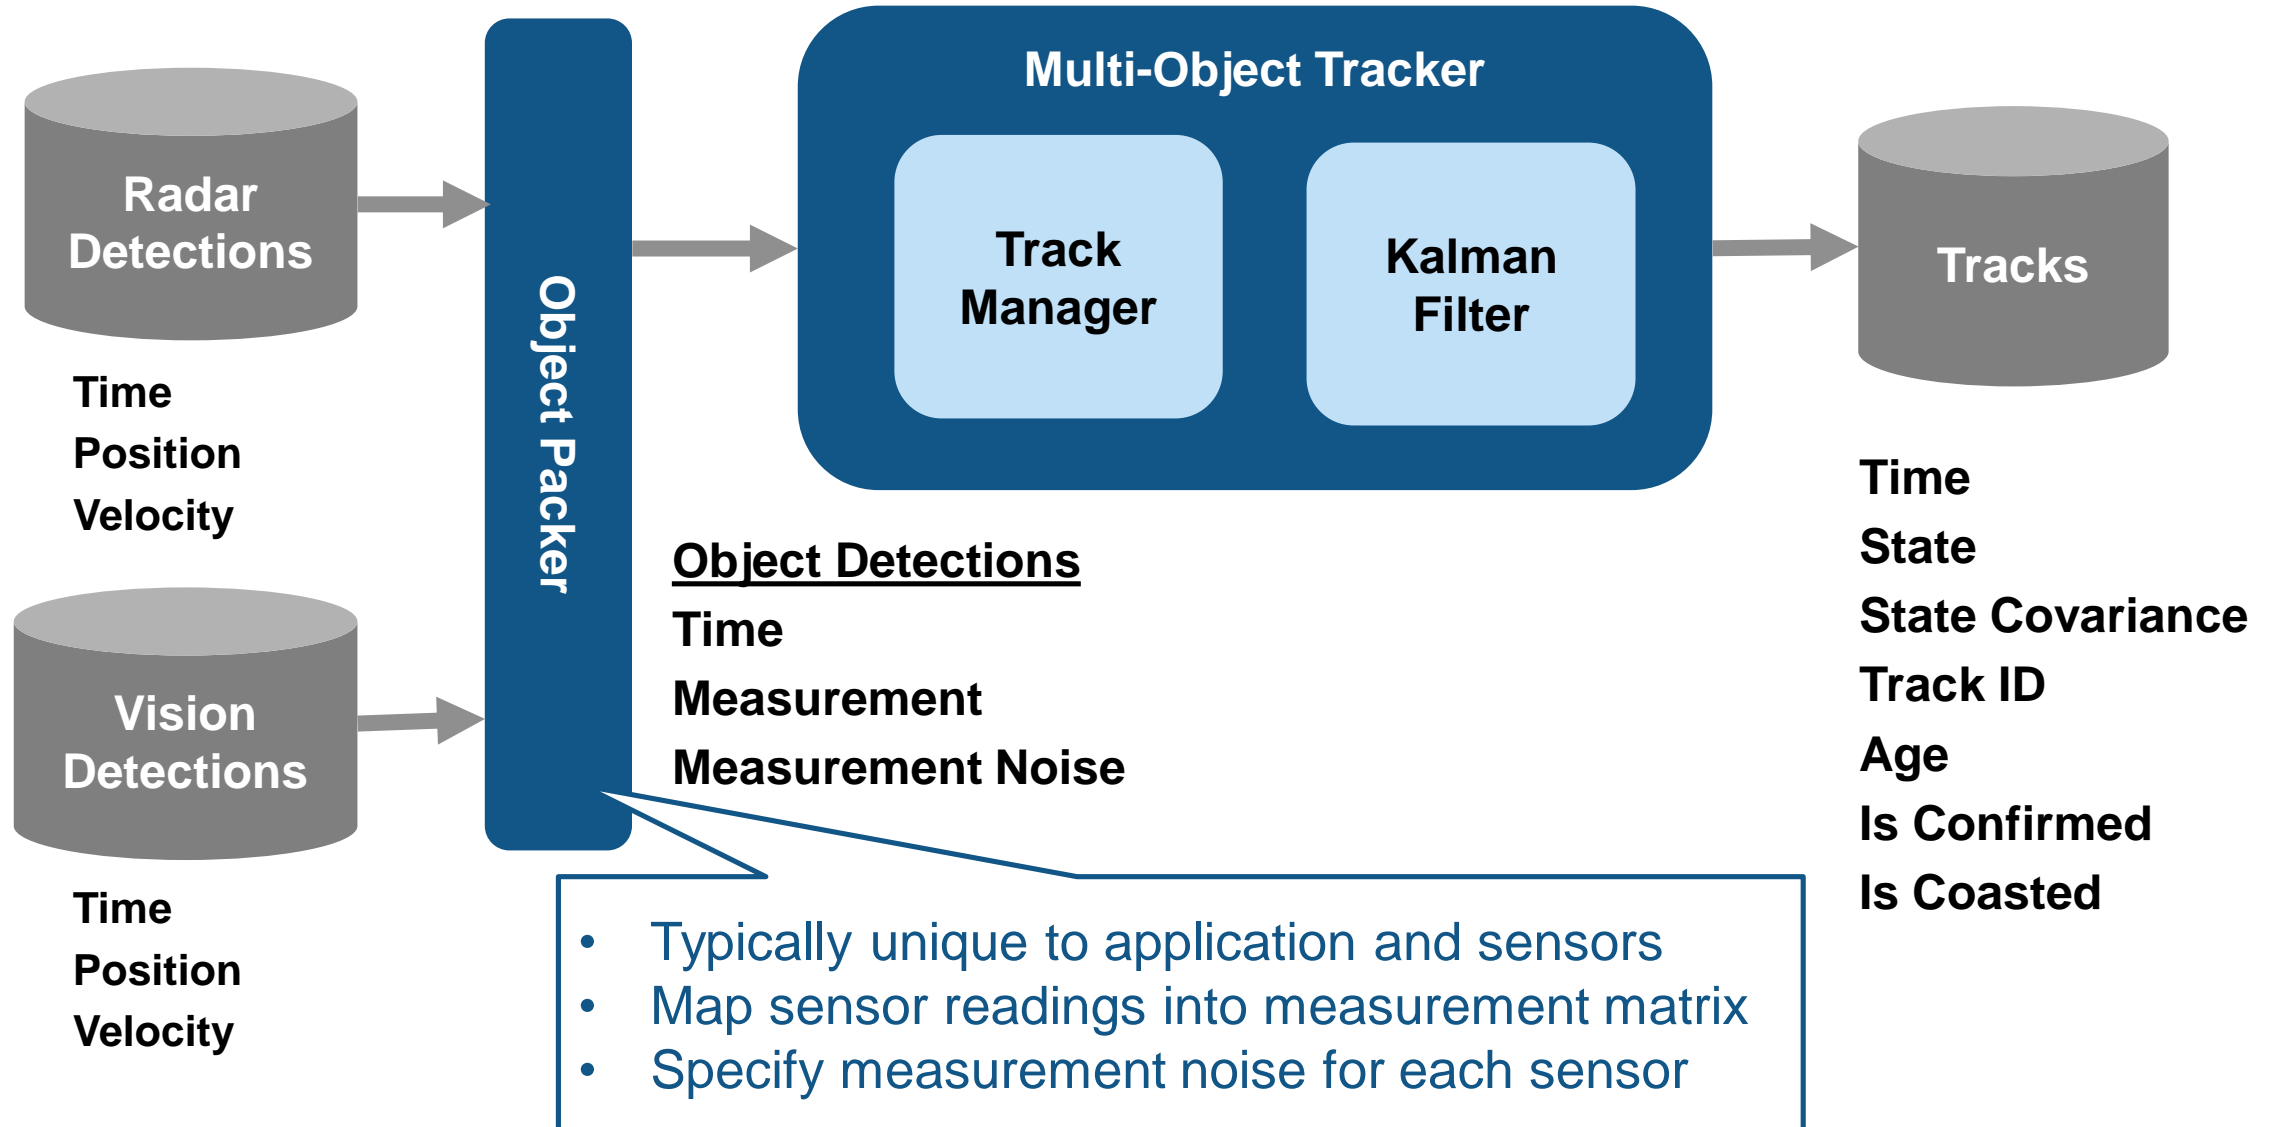 Radar
Detections
Time
Position
Velocity
Vision
Detections
Time
Position
Velocity
Object Packer
Multi-Object Tracker
Track
Manager
Kalman
Filter
Object Detections
Time
Measurement
Measurement Noise
• Typically unique to application and sensors
• Map sensor readings into measurement matrix
• Specify measurement noise for each sensor
Tracks
Time
State
State Covariance
Track ID
Age
Is Confirmed
Is Coasted